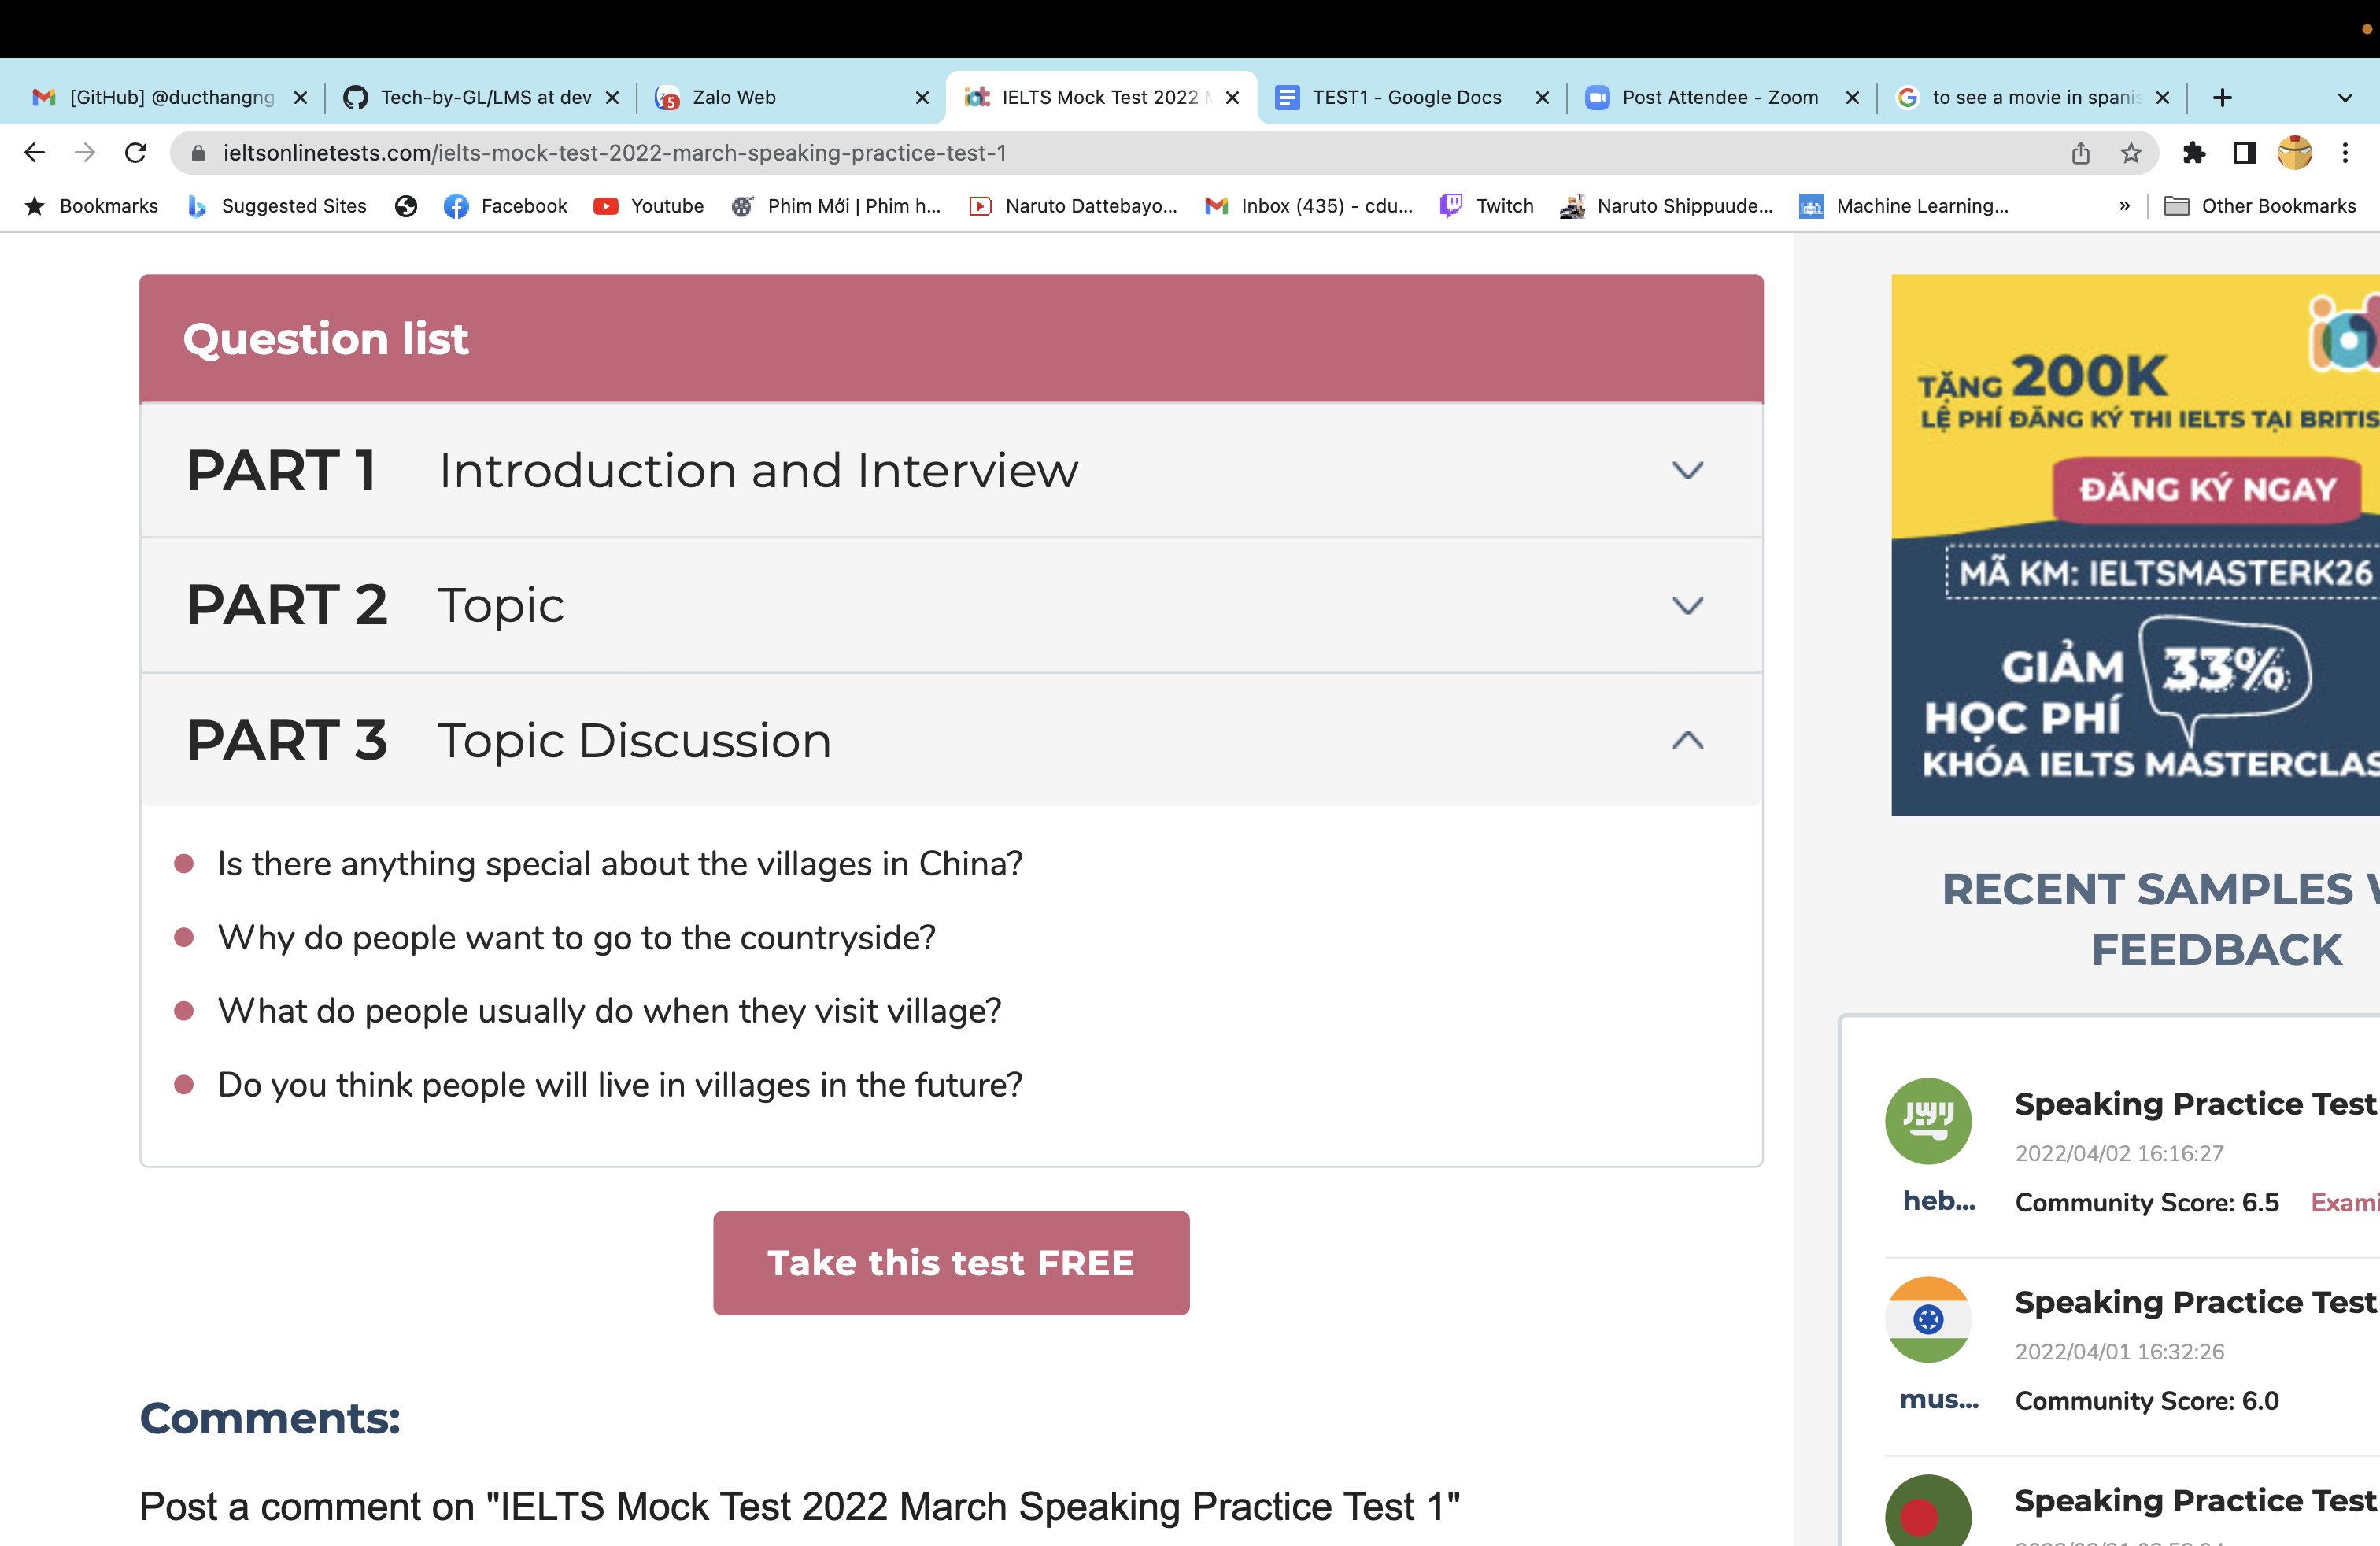 [GitHub] @ducthangng
Tech-by-GL/LMS at dev
5
Zalo Web
IELTS Mock Test 2022
TEST1 - Google Docs
Post Attendee - Zoom
to see a movie in spanis
ieltsonlinetests.com/ielts-mock-test-2022-march-speaking-practice-test-1
Bookmarks
Suggested Sites
Facebook
Youtube
Phim Mới | Phim h...
Naruto Dattebayo...
Inbox (435) - cdu...
Twitch
Naruto Shippuude...
Machine Learning...
»
Other Bookmarks
Question list
PART 1 Introduction and Interview
PART 2 Topic
PART 3 Topic Discussion
Is there anything special about the villages in China?
Why do people want to go to the countryside?
What do people usually do when they visit village?
Do you think people will live in villages in the future?
Take this test FREE
Comments:
Post a comment on "IELTS Mock Test 2022 March Speaking Practice Test 1"
TẶNG 200K
LỆ PHÍ ĐĂNG KÝ THI IELTS TẠI BRITIS
ĐĂNG KÝ NGAY
MÃ KM: IELTSMASTERK26
GIẢM 33%
HỌC PHÍ
KHÓA IELTS MASTERCLAS
RECENT SAMPLES W
FEEDBACK
Speaking Practice Test
2022/04/02 16:16:27
heb...
Community Score: 6.5 Exami
Speaking Practice Test
2022/04/01 16:32:26
mus...
Community Score: 6.0
Speaking Practice Test